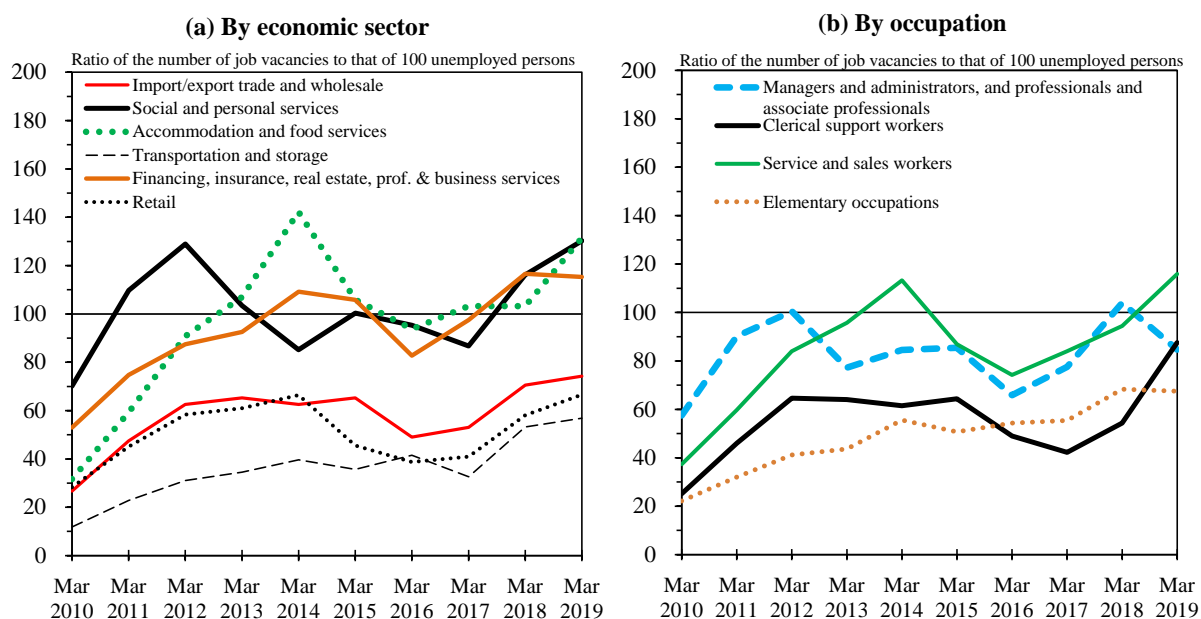 (a) By economic sector
Ratio of the number of job vacancies to that of 100 unemployed persons
200
180
160
140
120
100
80
60
40
20
0
Import/export trade and wholesale
Social and personal services
Accommodation and food services
Transportation and storage
Financing, insurance, real estate, prof. & business services
Retail
Mar Mar Mar Mar Mar Mar Mar Mar Mar Mar
2010 2011 2012 2013 2014 2015 2016 2017 2018 2019
(b) By occupation
Ratio of the number of job vacancies to that of 100 unemployed persons
200
180
160
140
120
100
80
60
40
20
0
Managers and administrators, and professionals and
associate professionals
Clerical support workers
Service and sales workers
Elementary occupations
Mar Mar Mar Mar Mar Mar Mar Mar Mar Mar
2010 2011 2012 2013 2014 2015 2016 2017 2018 2019